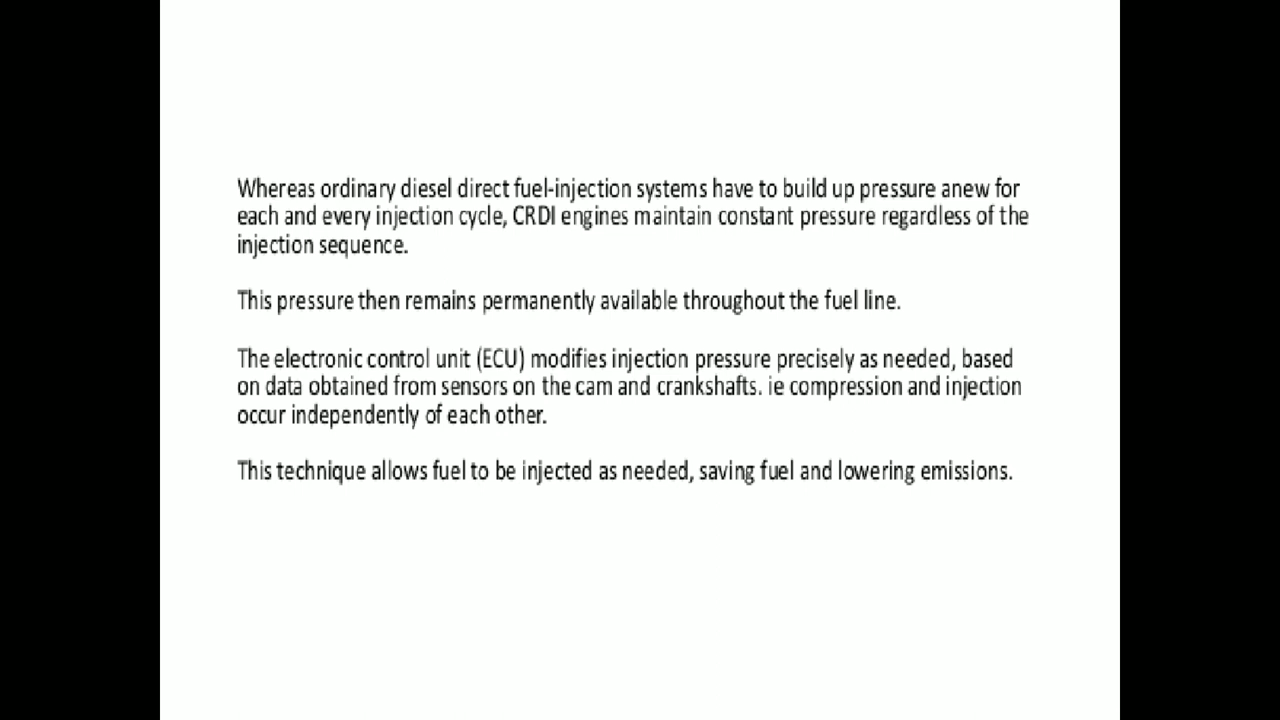 Whereas ordinary diesel direct fuel-injection systems have to build up pressure anew for
each and every injection cycle, CRDI engines maintain constant pressure regardless of the
injection sequence.
This pressure then remains permanently available throughout the fuel line.
The electronic control unit (ECU) modifies injection pressure precisely as needed, based
on data obtained from sensors on the cam and crankshafts. ie compression and injection
occur independently of each other.
This technique allows fuel to be injected as needed, saving fuel and lowering emissions.